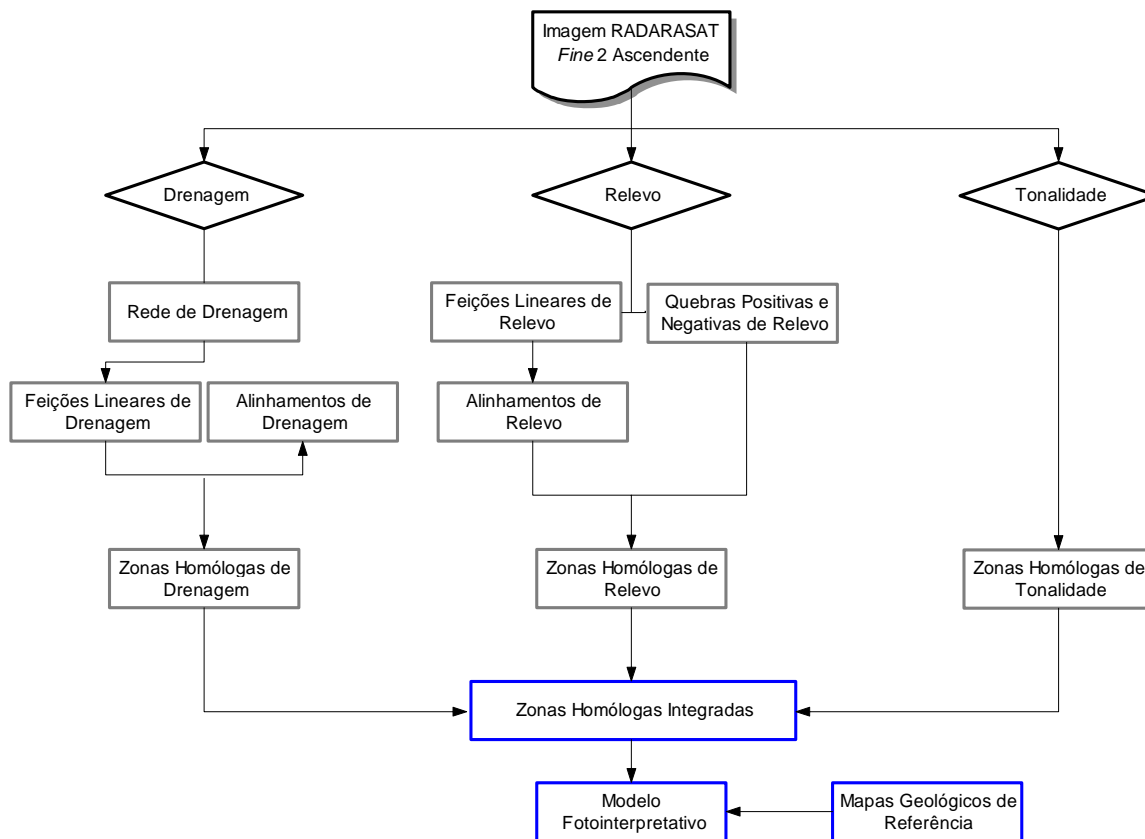 Imagem RADARASAT
Fine 2 Ascendente
Drenagem
Relevo
Tonalidade
Rede de Drenagem
Feições Lineares de
Relevo
Quebras Positivas e
Negativas de Relevo
Feições Lineares de
Drenagem
Alinhamentos de
Drenagem
Alinhamentos de
Relevo
Zonas Homólogas de
Drenagem
Zonas Homólogas de
Relevo
Zonas Homólogas de
Tonalidade
Zonas Homólogas Integradas
Modelo
Fotointerpretativo
Mapas Geológicos de
Referência